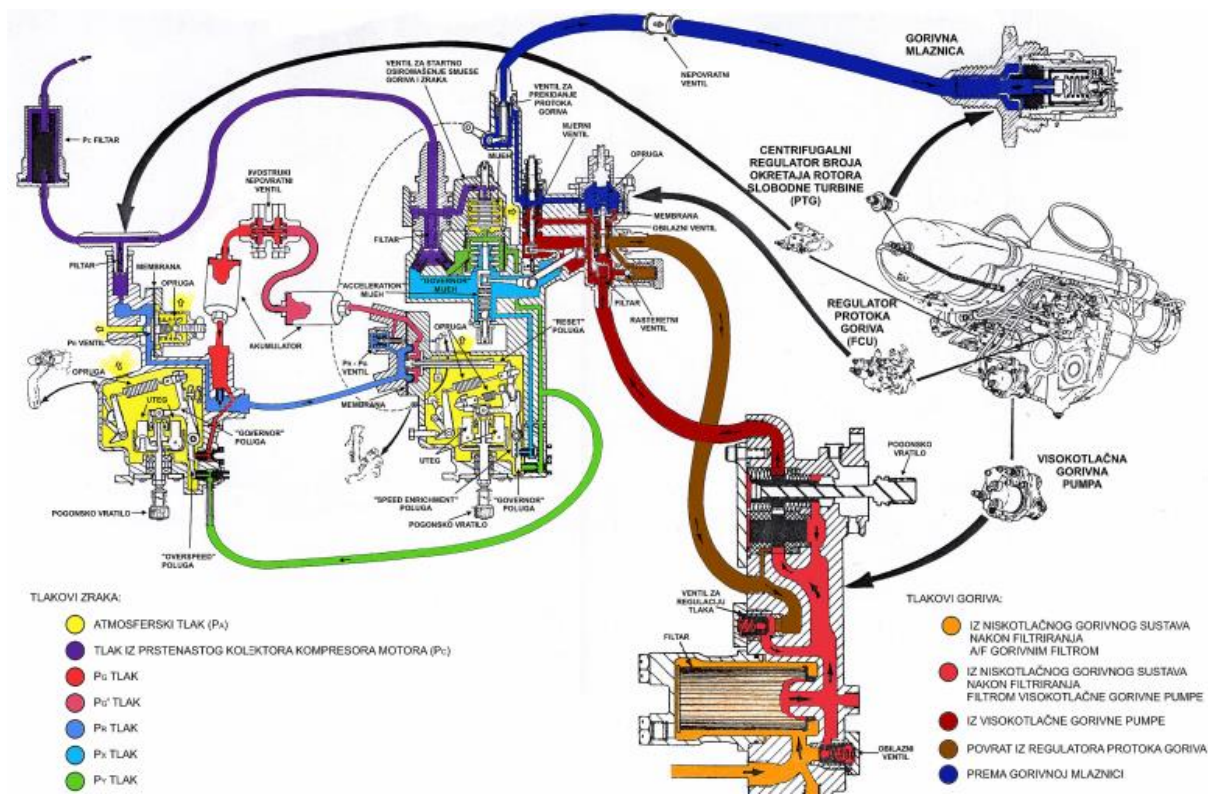 GORIVNA
MLAZNICA
NEPOVRATNI
VENTIL
VENTIL ZA STARTNO
OSIROMAŠENJE SMJESE
GORIVA I ZRAKA
VENTIL ZA
PREKIDANJE
PROTOKA
GORIVA
MJERNI
VENTIL
MIJEH
OPRUGA
Pc FILTAR
DVOSTRUKI
NEPOVRATNI
VENTIL
CENTRIFUGALNI
REGULATOR BROJA
OKRETAJA ROTORA
SLOBODNE TURBINE
(PTG)
MEMBRANA
OBILAZNI VENTIL
FILTAR
FILTAR
MEMBRANA
OPRUGA
"ACCELERATION"
MIJEH
"GOVERNOR"
MIJEH
FILTAR
RASTERETNI
VENTIL
REGULATOR
PROTOKA
GORIVA
(FCU)
AKUMULATOR
OPRUGA
"RESET"
POLUGA
PR VENTIL
OPRUGA
PR - PG
VENTIL
MEMBRANA
UTEG
"GOVERNOR"
POLUGA
UTEG
"SPEED ENRICHMENT"
POLUGA
"GOVERNOR"
POLUGA
POGONSKO VRATILO
POGONSKO VRATILO
"OVERSPEED"
POLUGA
POGONSKO
VRATILO
VISOKOTLAČNA
GORIVNA
PUMPA
VENTIL ZA
REGULACIJU
TLAKA
FILTAR
OBILAZNI
VENTIL
TLAKOVI ZRAKA:
ATMOSFERSKI TLAK (PA)
TLAK IZ PRSTENASTOG KOLEKTORA KOMPRESORA MOTORA (Pc)
PG TLAK
PG' TLAK
PR TLAK
PX TLAK
PY TLAK
TLAKOVI GORIVA:
IZ NISKOTLAČNOG GORIVNOG SUSTAVA
NAKON FILTRIRANJA
A/F GORIVNIM FILTROM
IZ NISKOTLAČNOG GORIVNOG SUSTAVA
NAKON FILTRIRANJA
FILTROM VISOKOTLAČNE GORIVNE PUMPE
IZ VISOKOTLAČNE GORIVNE PUMPE
POVRAT IZ REGULATORA PROTOKA GORIVA
PREMA GORIVNOJ MLAZNICI